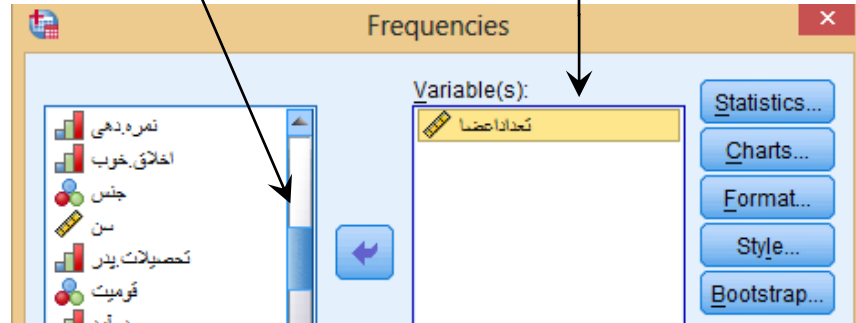 Frequencies
Variable(s):
نمره.دهی
اخلاق.خوب
جنس
سن
تحصیلات.پدر
قومیت
تعداداعضا
Statistics...
Charts...
Format...
Style...
Bootstrap...